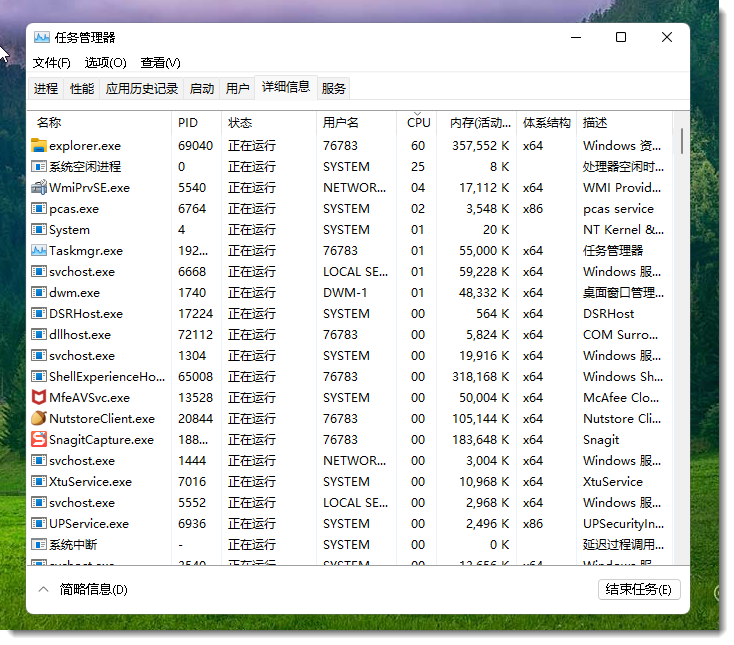 任务管理器
文件(F) 选项(O) 查看(V)
进程 性能 应用历史记录 启动 用户 详细信息 服务
名称 PID 状态 用户名 CPU 内存(活动... 体系结构 描述
explorer.exe 69040 正在运行 76783 60 357,552 K x64 Windows 资...
系统空闲进程 0 正在运行 SYSTEM 25 8 K 处理器空闲时...
WmiPrvSE.exe 5540 正在运行 NETWOR... 04 17,112 K x64 WMI Provid...
pcas.exe 6764 正在运行 SYSTEM 02 3,548 K x86 pcas service
System 4 正在运行 SYSTEM 01 20 K NT Kernel &...
Taskmgr.exe 192... 正在运行 76783 01 55,000 K x64 任务管理器
svchost.exe 6668 正在运行 LOCAL SE... 01 59,228 K x64 Windows 服...
dwm.exe 1740 正在运行 DWM-1 01 48,332 K x64 桌面窗口管理...
DSRHost.exe 17224 正在运行 SYSTEM 00 564 K x64 DSRHost
dllhost.exe 72112 正在运行 76783 00 5,824 K x64 COM Surro...
svchost.exe 1304 正在运行 SYSTEM 00 19,916 K x64 Windows 服...
ShellExperienceHo... 65008 正在运行 76783 00 318,168 K x64 Windows Sh...
MfeAVSvc.exe 13528 正在运行 SYSTEM 00 50,004 K x64 McAfee Clo...
NutstoreClient.exe 20844 正在运行 76783 00 105,144 K x64 Nutstore Cli...
SnagitCapture.exe 188... 正在运行 76783 00 183,648 K x64 Snagit
svchost.exe 1444 正在运行 NETWOR... 00 3,004 K x64 Windows 服...
XtuService.exe 7016 正在运行 SYSTEM 00 10,968 K x64 XtuService
svchost.exe 5552 正在运行 LOCAL SE... 00 2,968 K x64 Windows 服...
UPService.exe 6936 正在运行 SYSTEM 00 2,496 K x86 UPSecurityIn...
系统中断 - 正在运行 SYSTEM 00 0 K 延迟过程调用...
简略信息(D) 结束任务(E)